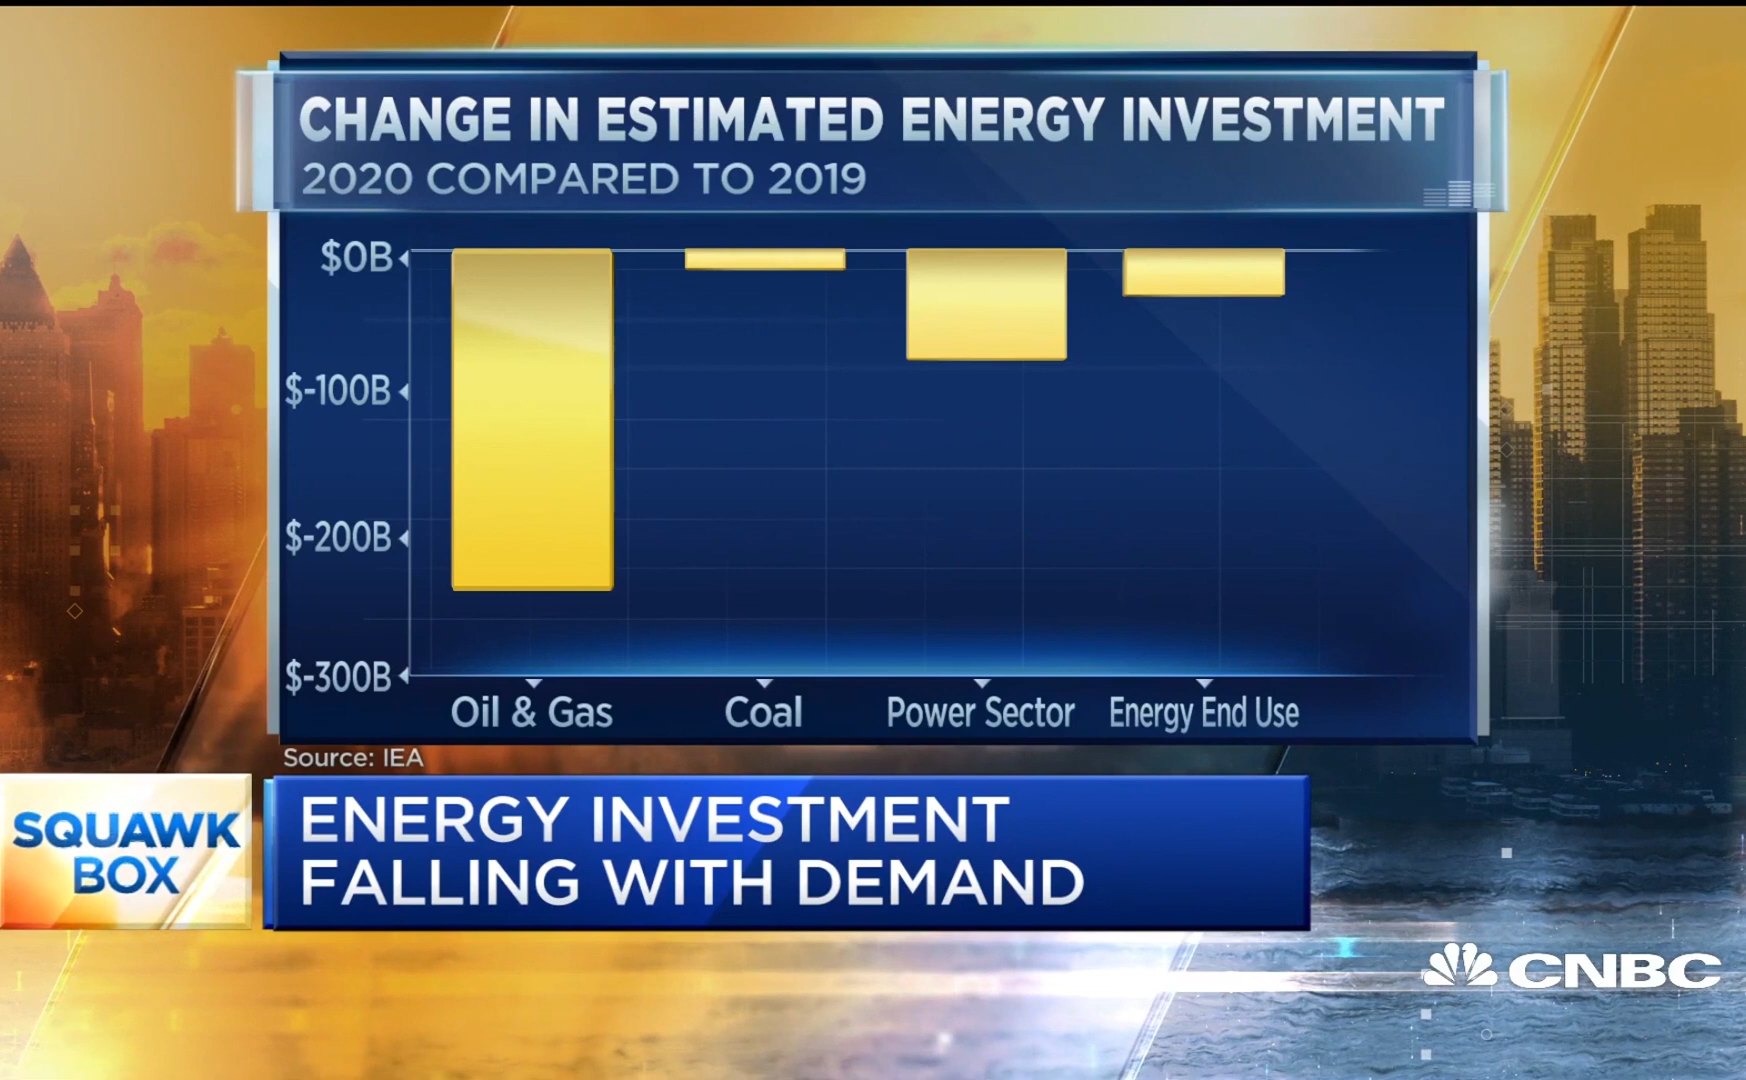 CHANGE IN ESTIMATED ENERGY INVESTMENT
2020 COMPARED TO 2019
$0B
$-100B
$-200B
$-300B
Oil & Gas
Coal
Power Sector
Energy End Use
Source: IEA
SQUAWK
BOX
ENERGY INVESTMENT
FALLING WITH DEMAND
CNBC